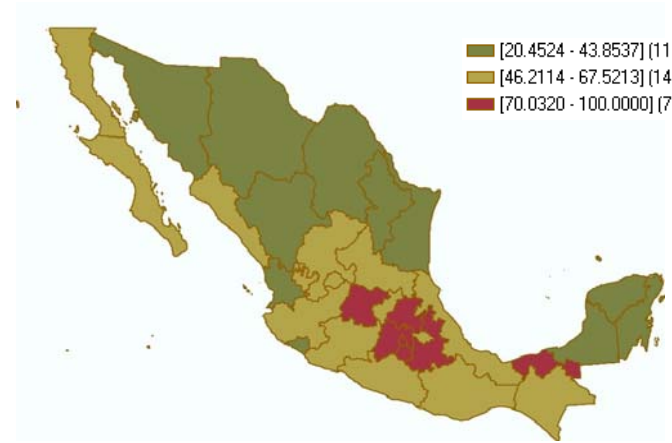 [20.4524 - 43.8537] (11
[46.2114 - 67.5213] (14
[70.0320 - 100.0000] (7